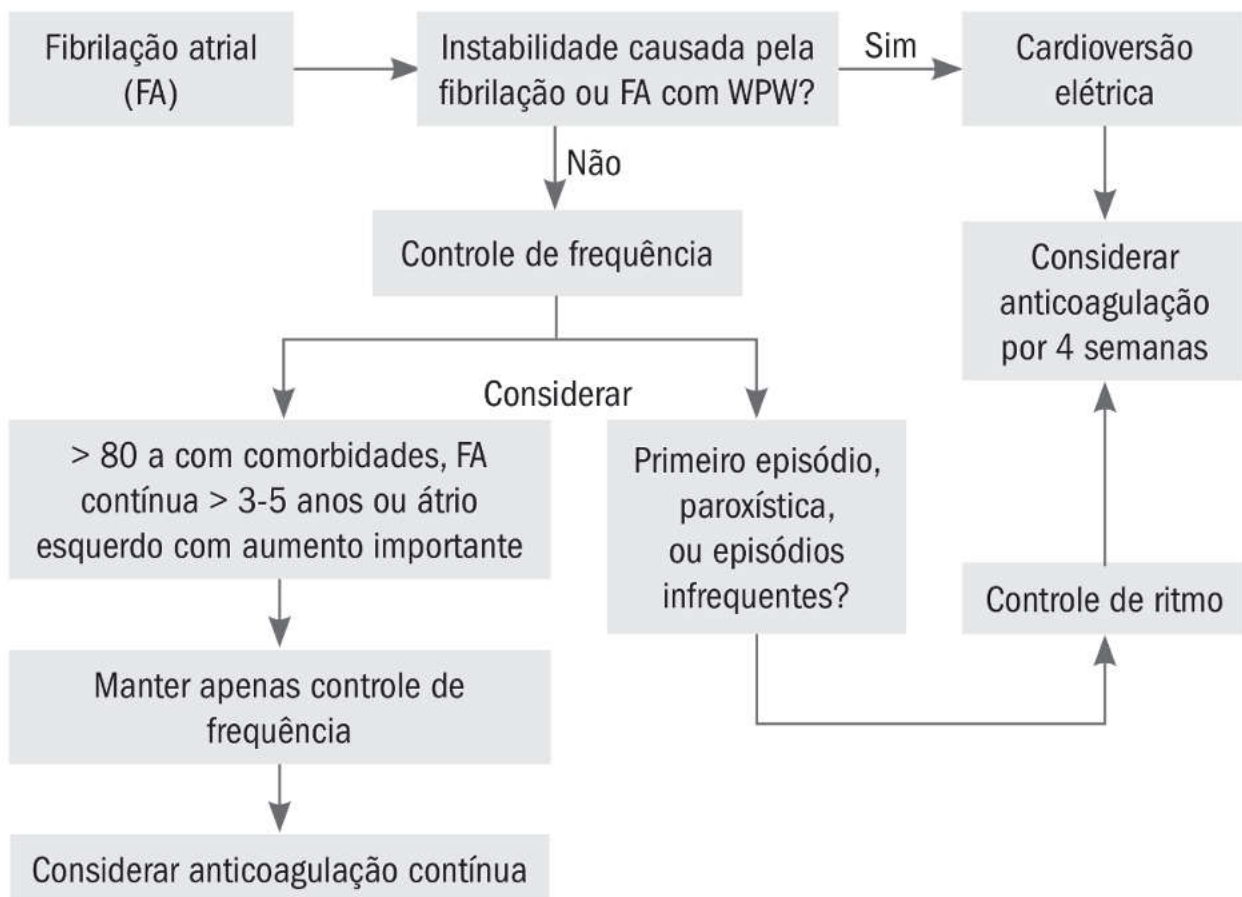 Fibrilação atrial
(FA)
Instabilidade causada pela
fibrilação ou FA com WPW?
Sim
Cardioversão
elétrica
Não
Controle de frequência
Considerar
anticoagulação
por 4 semanas
Considerar
> 80 a com comorbidades, FA
contínua > 3-5 anos ou átrio
esquerdo com aumento importante
Primeiro episódio,
paroxística,
ou episódios
infrequentes?
Controle de ritmo
Manter apenas controle de
frequência
Considerar anticoagulação contínua